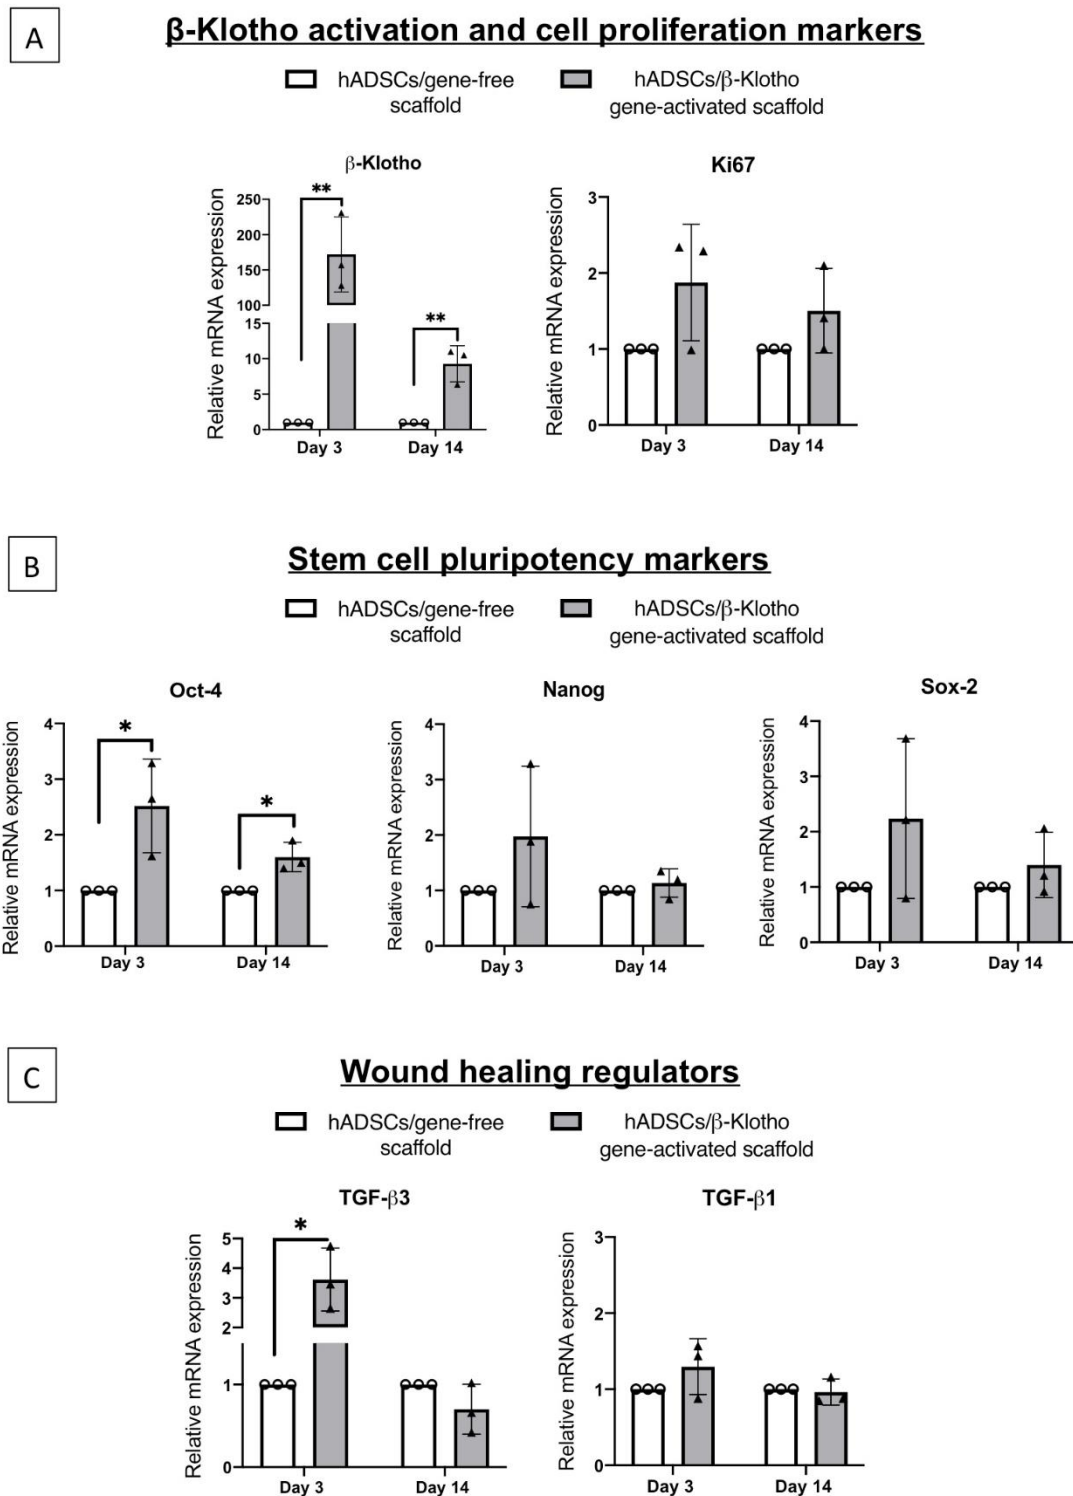 A
β-Klotho activation and cell proliferation markers
hADSCs/gene-free
scaffold
hADSCs/β-Klotho
gene-activated scaffold
β-Klotho
Relative mRNA expression
250
200
150
100
15
10
5
0
**
**
Day 3
Day 14
Ki67
Relative mRNA expression
3
2
1
0
Day 3
Day 14
B
Stem cell pluripotency markers
hADSCs/gene-free
scaffold
hADSCs/β-Klotho
gene-activated scaffold
Oct-4
Relative mRNA expression
4
3
2
1
0
*
*
Day 3
Day 14
Nanog
Relative mRNA expression
4
3
2
1
0
Day 3
Day 14
Sox-2
Relative mRNA expression
4
3
2
1
0
Day 3
Day 14
C
Wound healing regulators
hADSCs/gene-free
scaffold
hADSCs/β-Klotho
gene-activated scaffold
TGF-β3
Relative mRNA expression
5
4
3
2
1
0
*
Day 3
Day 14
TGF-β1
Relative mRNA expression
3
2
1
0
Day 3
Day 14